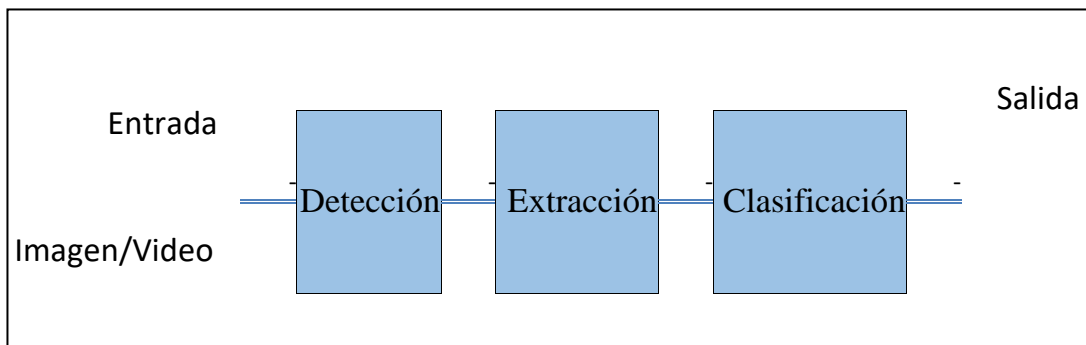 Entrada
Imagen/Video
Detección
Extracción
Clasificación
Salida